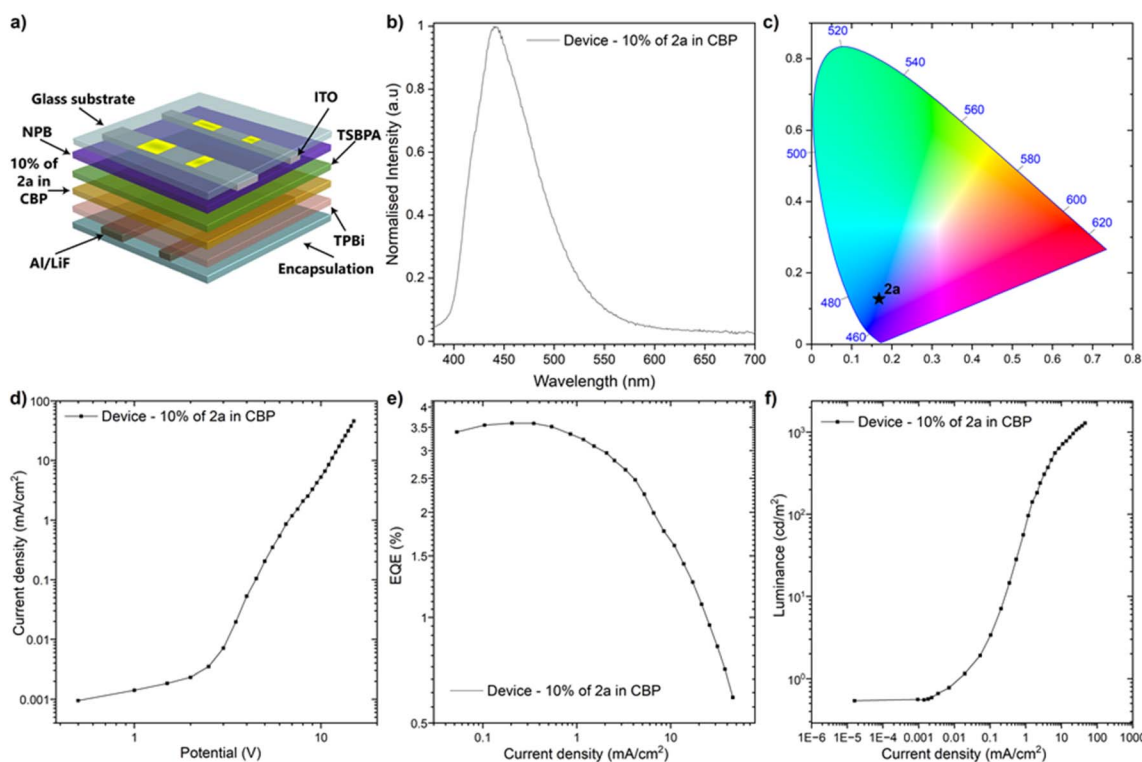 a)
Glass substrate
ITO
NPB
TSBPA
10% of
2a in
CBP
Al/LiF
TPBi
Encapsulation
b)
Device - 10% of 2a in CBP
Normalised Intensity (a.u)
1
0.8
0.6
0.4
0.2
0
400 450 500 550 600 650 700
Wavelength (nm)
c)
0.8
0.6
0.4
0.2
0
0 0.1 0.2 0.3 0.4 0.5 0.6 0.7 0.8
520
540
560
500
580
600
620
480
460
2a
d)
Device - 10% of 2a in CBP
Current density (mA/cm²)
100
10
1
0.1
0.01
0.001
1 10
Potential (V)
e)
Device - 10% of 2a in CBP
EQE (%)
4
3.5
3
2.5
2
1.5
1
0.5
0.1 1 10
Current density (mA/cm²)
f)
Device - 10% of 2a in CBP
Luminance (cd/m²)
10³
10²
10¹
10⁰
1E-6 1E-5 1E-4 0.001 0.01 0.1 1 10 100 1000
Current density (mA/cm²)